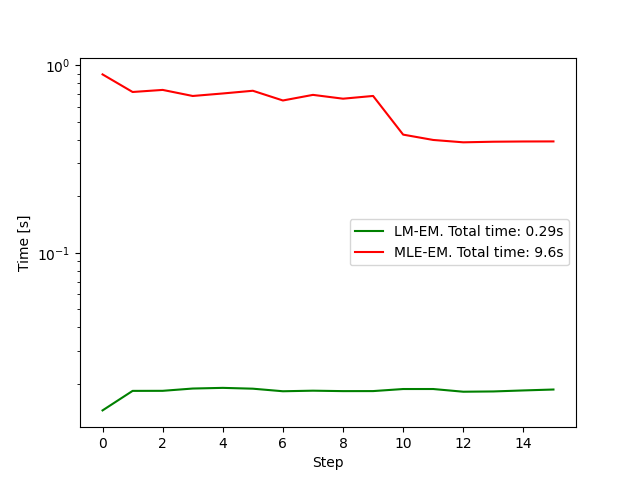 10⁰
10⁻¹
Time [s]
LM-EM. Total time: 0.29s
MLE-EM. Total time: 9.6s
0 2 4 6 8 10 12 14
Step